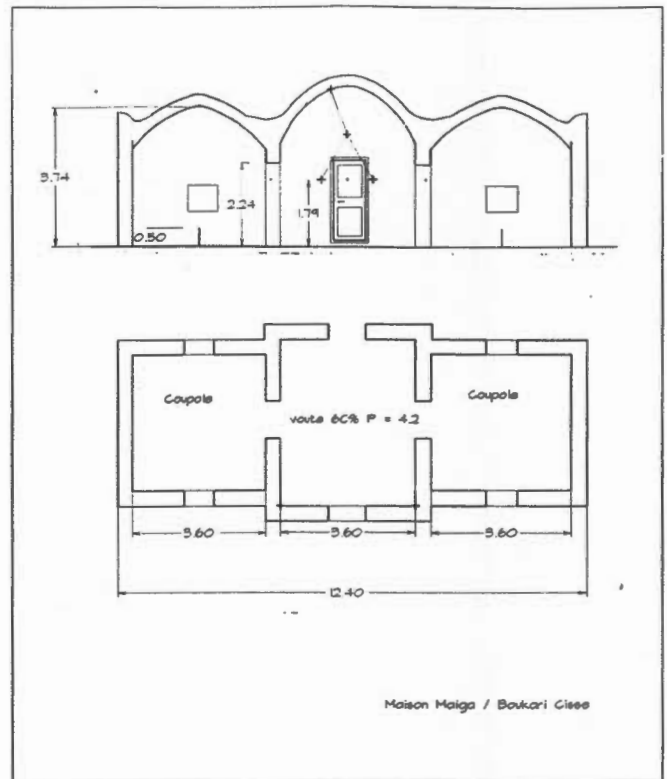 3.74
2.24
1.79
0.50
Coupole
Coupole
voute 60% P = 4.2
3.60
3.60
3.60
12.40
Maison Maiga / Boukari Cisse